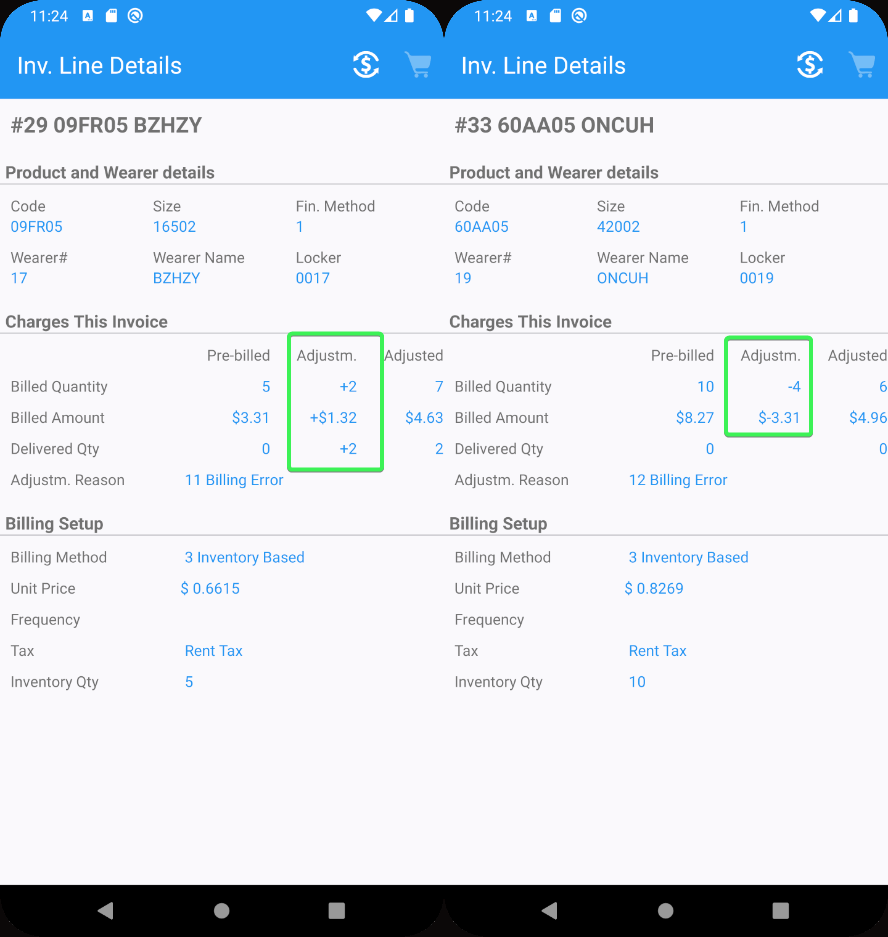 11:24
Inv. Line Details
#29 09FR05 BZHZY
Product and Wearer details
Code Size Fin. Method
09FR05 16502 1
Wearer# Wearer Name Locker
17 BZHZY 0017
Charges This Invoice
Pre-billed Adjustm. Adjusted
Billed Quantity 5 +2 7
Billed Amount $3.31 +$1.32 $4.63
Delivered Qty 0 +2 2
Adjustm. Reason 11 Billing Error
Billing Setup
Billing Method 3 Inventory Based
Unit Price $ 0.6615
Frequency
Tax Rent Tax
Inventory Qty 5
11:24
Inv. Line Details
#33 60AA05 ONCUH
Product and Wearer details
Code Size Fin. Method
60AA05 42002 1
Wearer# Wearer Name Locker
19 ONCUH 0019
Charges This Invoice
Pre-billed Adjustm. Adjusted
Billed Quantity 10 -4 6
Billed Amount $8.27 $-3.31 $4.96
Delivered Qty 0 0
Adjustm. Reason 12 Billing Error
Billing Setup
Billing Method 3 Inventory Based
Unit Price $ 0.8269
Frequency
Tax Rent Tax
Inventory Qty 10